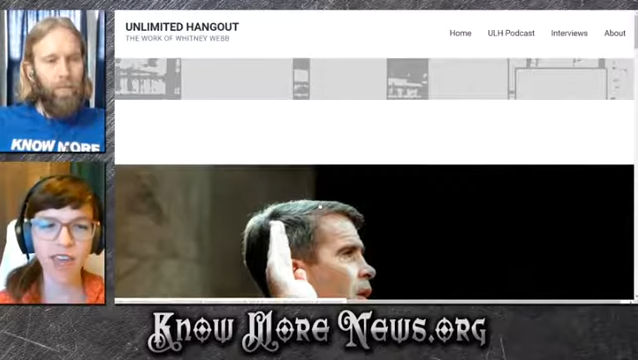 UNLIMITED HANGOUT
THE WORK OF WHITNEY WEBB
Home ULH Podcast Interviews About
KNOW MORE
KNOW MORE NEWS.ORG